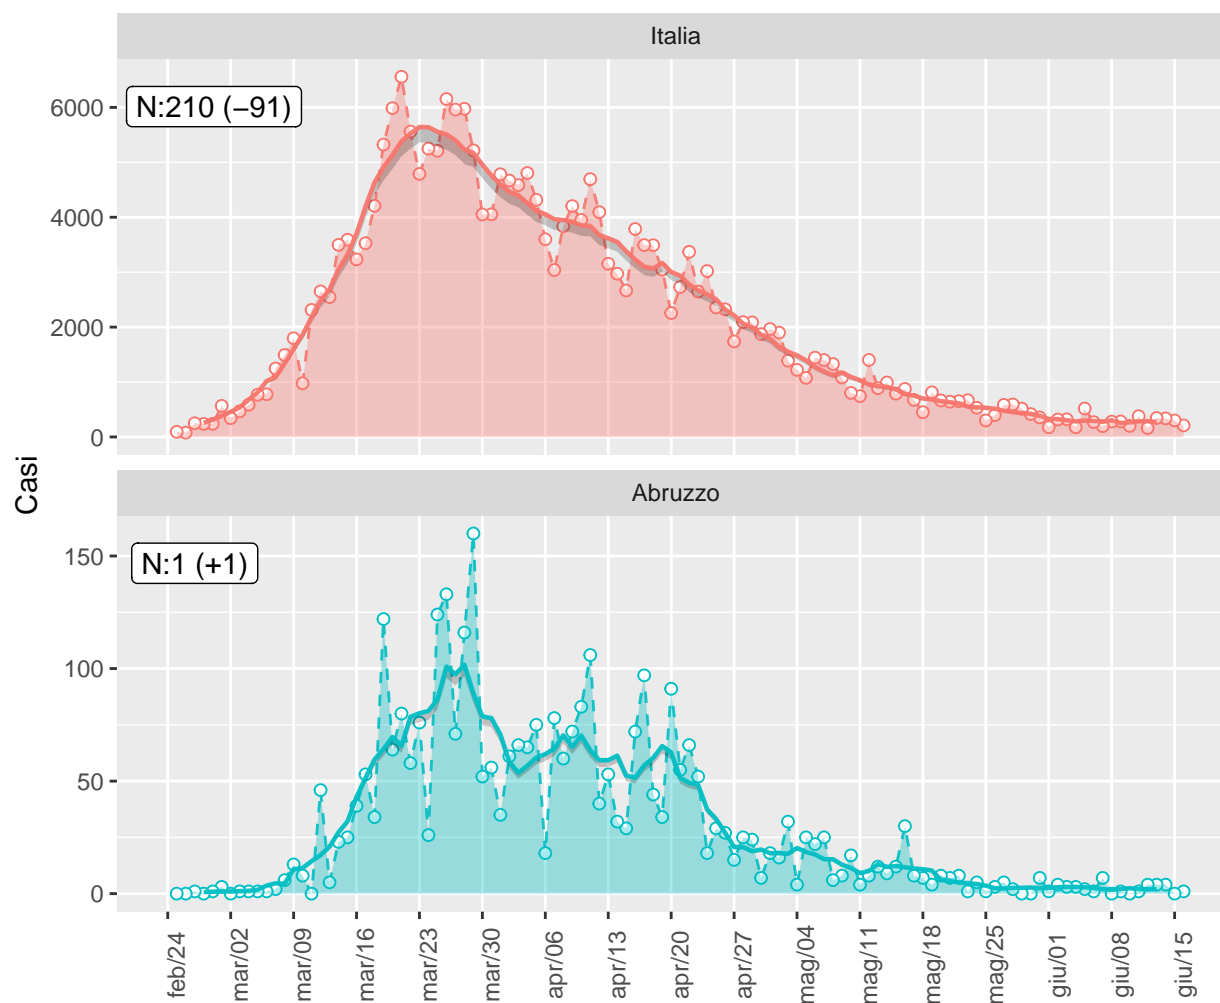 Italia
N:210 (−91)
6000
4000
2000
0
Casi
Abruzzo
N:1 (+1)
150
100
50
0
feb/24
mar/02
mar/09
mar/16
mar/23
mar/30
apr/06
apr/13
apr/20
apr/27
mag/04
mag/11
mag/18
mag/25
giu/01
giu/08
giu/15